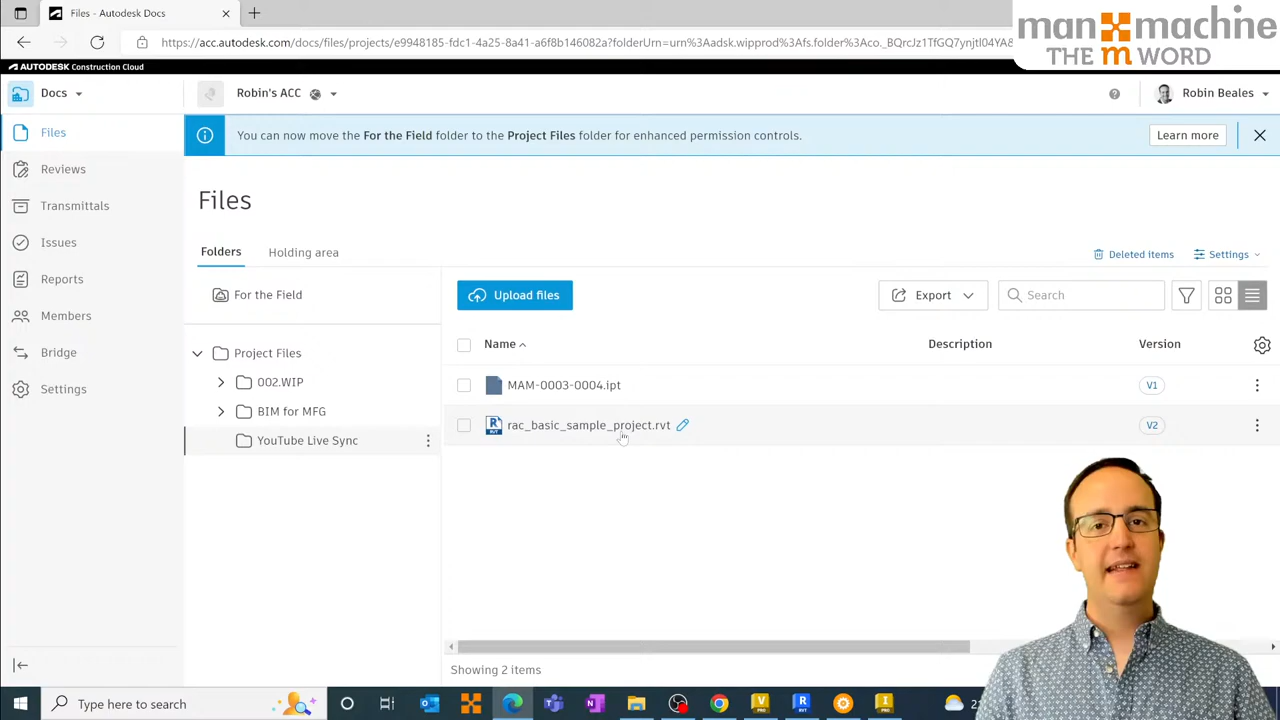 Files - Autodesk Docs
man machine
THE m WORD
https://acc.autodesk.com/docs/files/projects/e994f185-fdc1-4a25-8a41-a6f8b146082a?folderUrn=urn%3Aadsk.wipprod%3Afs.folder%3Aco._BQrcJz1TfGQ7ynjtl04YA&
AUTODESK Construction Cloud
Docs
Robin's ACC
Robin Beales
You can now move the For the Field folder to the Project Files folder for enhanced permission controls.
Learn more
Files
Reviews
Transmittals
Issues
Reports
Members
Bridge
Settings
Files
Folders
Holding area
Deleted items
Settings
For the Field
Project Files
002.WIP
BIM for MFG
YouTube Live Sync
Upload files
Export
Search
Name
Description
Version
MAM-0003-0004.ipt
V1
rac_basic_sample_project.rvt
V2
Showing 2 items
Type here to search